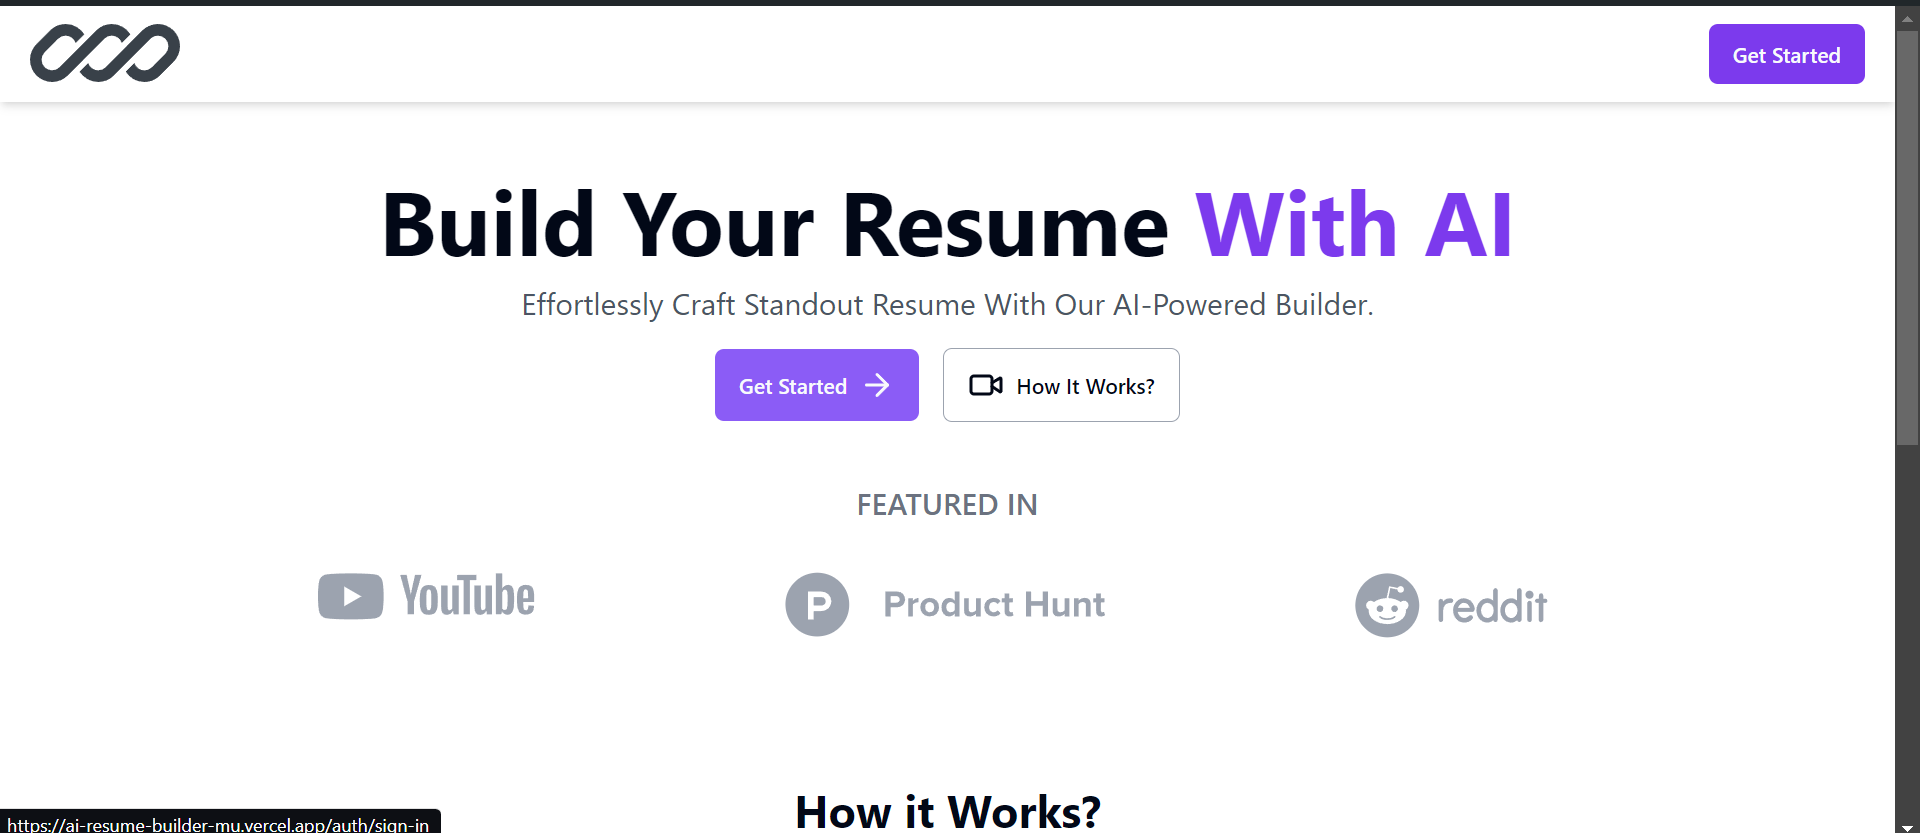 Get Started
Build Your Resume With AI
Effortlessly Craft Standout Resume With Our AI-Powered Builder.
Get Started
How It Works?
FEATURED IN
YouTube
Product Hunt
reddit
How it Works?
https://ai-resume-builder-mu.vercel.app/auth/sign-in